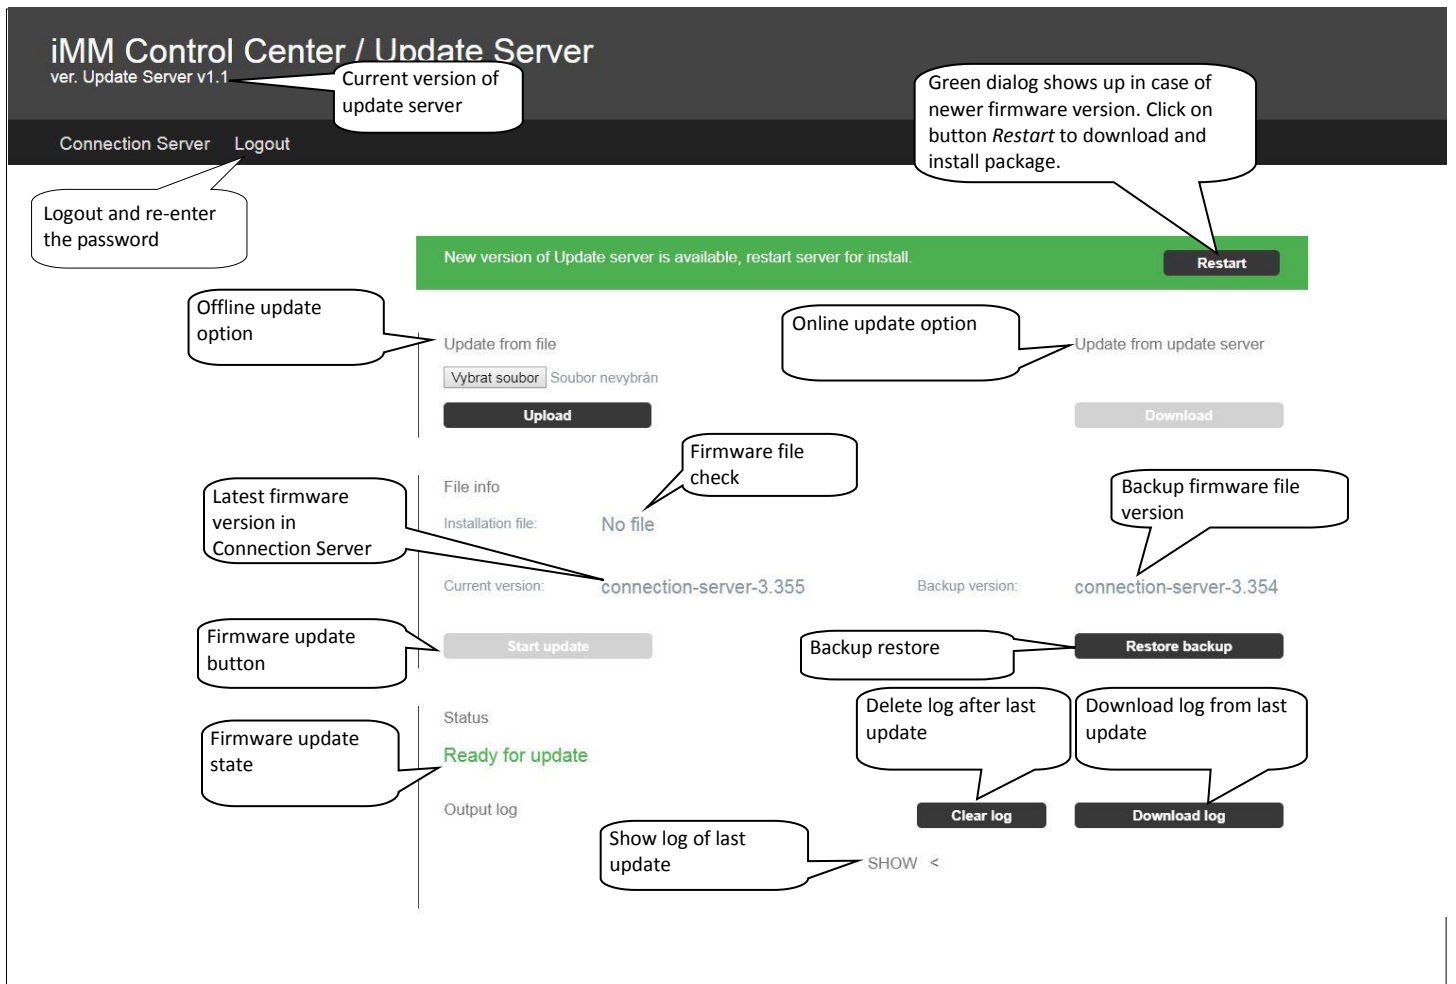 iMM Control Center / Update Server
ver. Update Server v1.1
Current version of
update server
Green dialog shows up in case of
newer firmware version. Click on
button Restart to download and
install package.
Connection Server Logout
Logout and re-enter
the password
New version of Update server is available, restart server for install.
Restart
Offline update
option
Online update option
Update from file
Update from update server
Vybrat soubor Soubor nevybrán
Upload
Download
Firmware file
check
File info
Latest firmware
version in
Connection Server
Backup firmware file
version
Installation file: No file
Current version: connection-server-3.355
Backup version: connection-server-3.354
Firmware update
button
Start update
Backup restore
Restore backup
Status
Delete log after last
update
Download log from last
update
Firmware update
state
Ready for update
Output log
Clear log
Download log
Show log of last
update
SHOW <